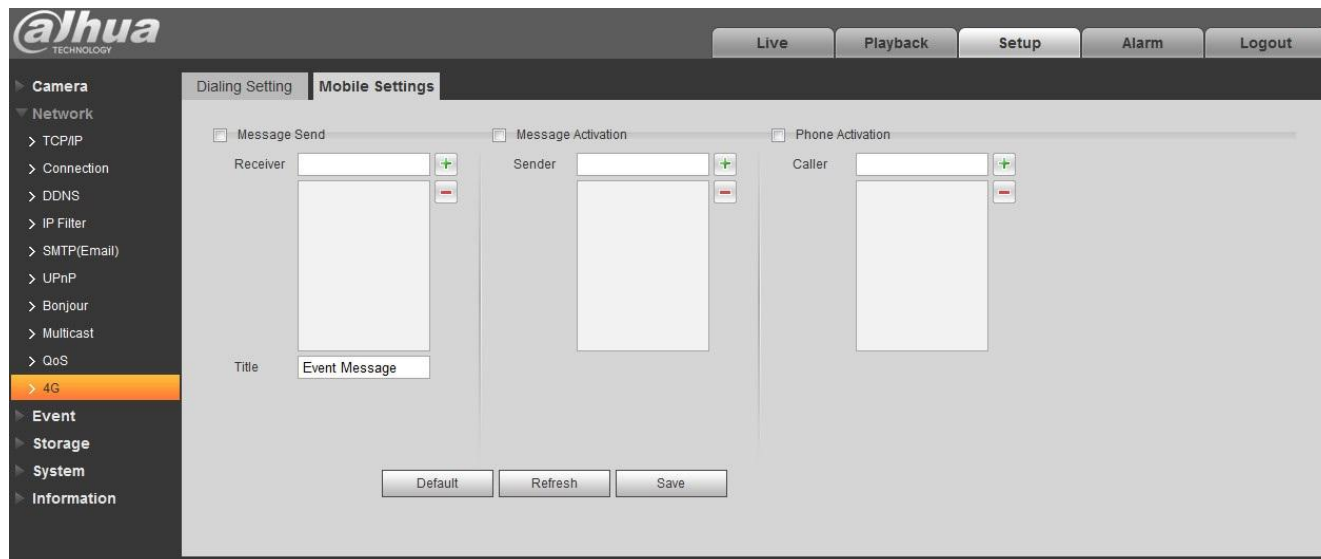 alhua
TECHNOLOGY
Live
Playback
Setup
Alarm
Logout
Camera
Network
TCP/IP
Connection
DDNS
IP Filter
SMTP(Email)
UPnP
Bonjour
Multicast
QoS
4G
Event
Storage
System
Information
Dialing Setting
Mobile Settings
Message Send
Receiver
Title
Event Message
Message Activation
Sender
Phone Activation
Caller
Default
Refresh
Save